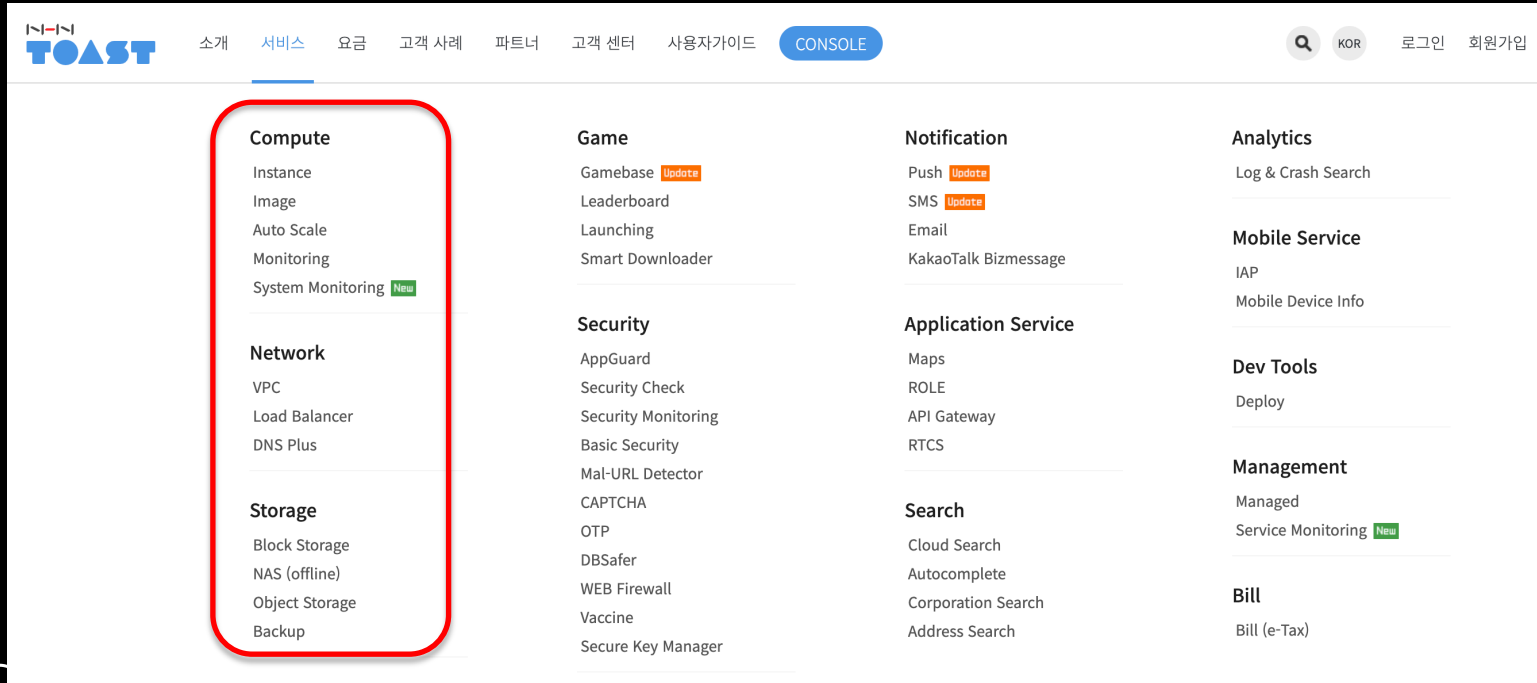 NHN
TOAST
소개 서비스 요금 고객 사례 파트너 고객 센터 사용자가이드 CONSOLE KOR 로그인 회원가입
Compute
Instance
Image
Auto Scale
Monitoring
System Monitoring New
Network
VPC
Load Balancer
DNS Plus
Storage
Block Storage
NAS (offline)
Object Storage
Backup
Game
Gamebase Update
Leaderboard
Launching
Smart Downloader
Security
AppGuard
Security Check
Security Monitoring
Basic Security
Mal-URL Detector
CAPTCHA
OTP
DBSafer
WEB Firewall
Vaccine
Secure Key Manager
Notification
Push Update
SMS Update
Email
KakaoTalk Bizmessage
Application Service
Maps
ROLE
API Gateway
RTCS
Search
Cloud Search
Autocomplete
Corporation Search
Address Search
Analytics
Log & Crash Search
Mobile Service
IAP
Mobile Device Info
Dev Tools
Deploy
Management
Managed
Service Monitoring New
Bill
Bill (e-Tax)